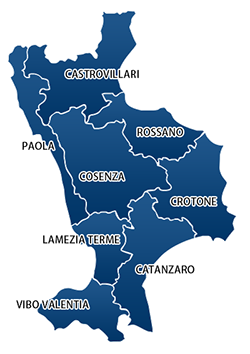 CASTROVILLARI
ROSSANO
PAOLA
COSENZA
CROTONE
LAMEZIA TERME
CATANZARO
VIBO VALENTIA